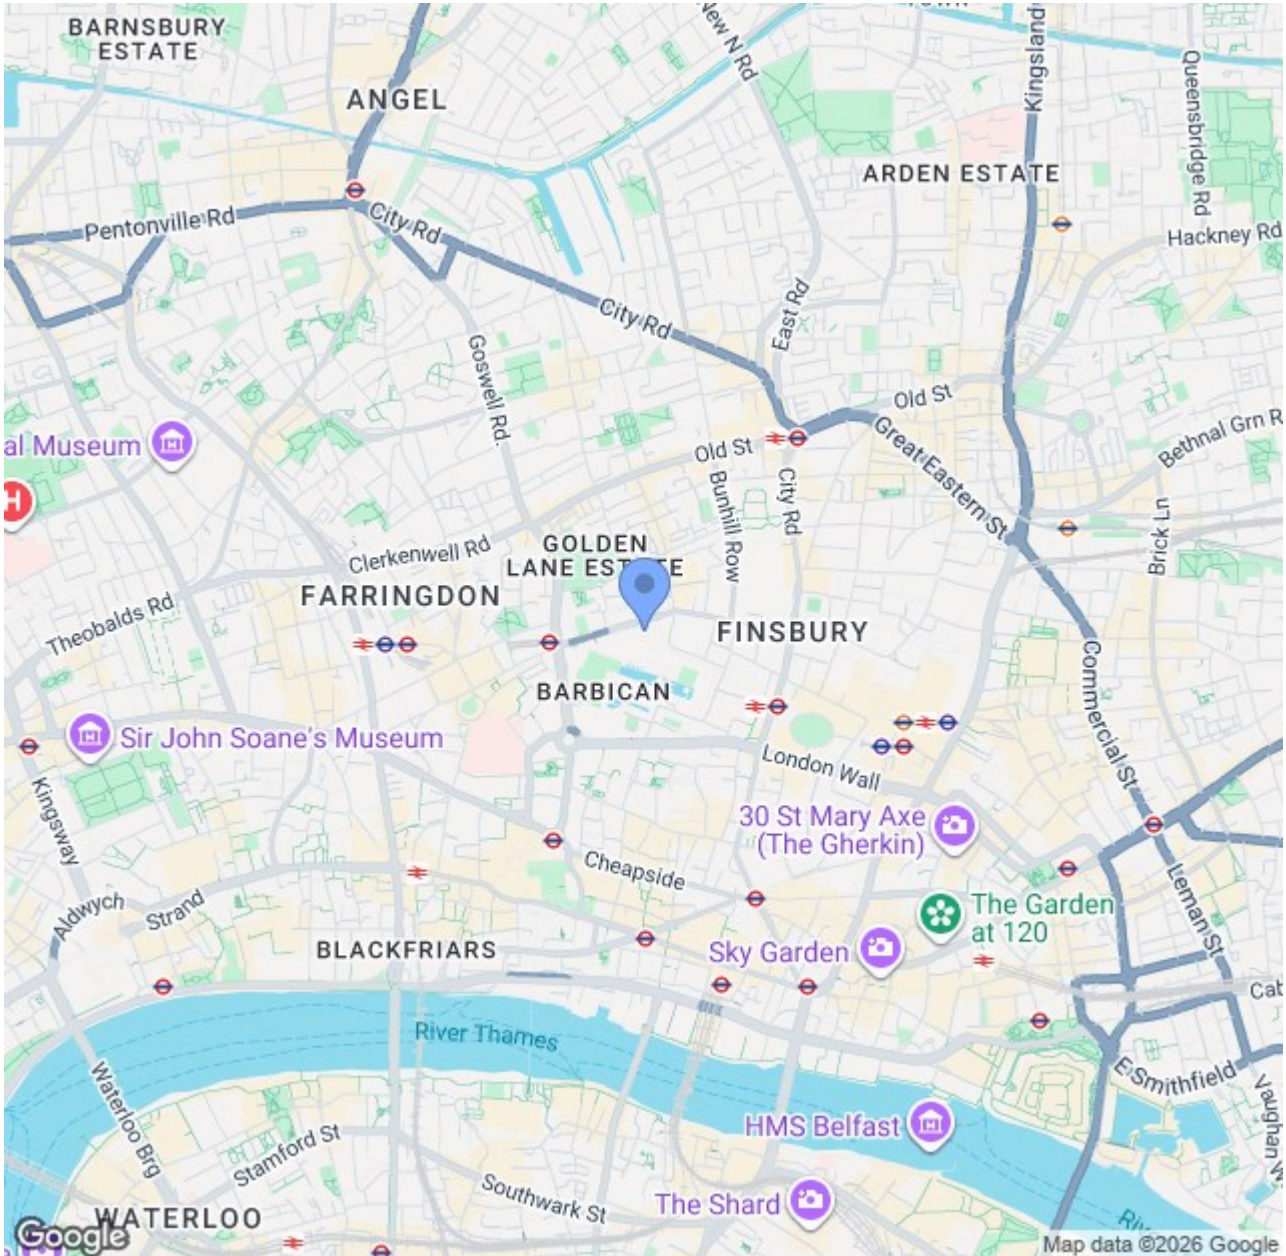 BARNSBURY
ESTATE
ANGEL
New N Rd
Kingsland
Queensbridge Rd
ARDEN ESTATE
Pentonville Rd
City Rd
Hackney Rd
City Rd
East Rd
Goswell Rd
Old St
Great Eastern St
Bethnal Grn R
al Museum
Old St
Bunhill Row
City Rd
Brick Ln
H
Clerkenwell Rd
GOLDEN
LANE ESTATE
FARRINGDON
Theobalds Rd
FINSBURY
Commercial St
BARBICAN
Sir John Soane's Museum
London Wall
Kingsway
30 St Mary Axe
(The Gherkin)
Cheapside
Leman St
Aldwych
Strand
The Garden
at 120
BLACKFRIARS
Sky Garden
Cab
River Thames
E Smithfield
Waterloo Brg
Vaughan W
HMS Belfast
Stamford St
Southwark St
The Shard
WATERLOO
Riv
Google
Map data ©2026 Google